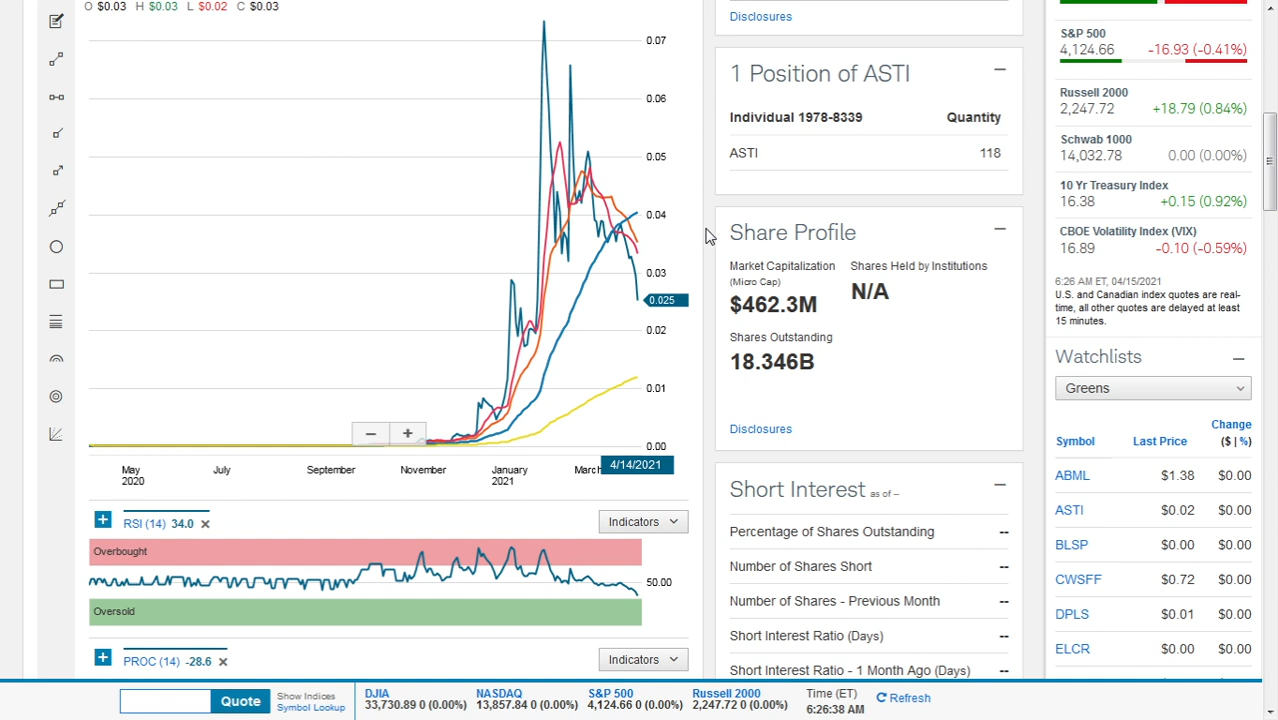 O $0.03 H $0.03 L $0.02 C $0.03
0.07
0.06
0.05
0.04
0.03
0.025
0.02
0.01
0.00
May
2020
July
September
November
January
2021
March
4/14/2021
RSI (14) 34.0
Indicators
Overbought
50.00
Oversold
PROC (14) -28.6
Indicators
Disclosures
1 Position of ASTI
Individual 1978-8339 Quantity
ASTI 118
Share Profile
Market Capitalization
(Micro Cap)
$462.3M
Shares Held by Institutions
N/A
Shares Outstanding
18.346B
Disclosures
Short Interest as of –
Percentage of Shares Outstanding --
Number of Shares Short --
Number of Shares - Previous Month --
Short Interest Ratio (Days) --
Short Interest Ratio - 1 Month Ago (Days) --
S&P 500
4,124.66 -16.93 (-0.41%)
Russell 2000
2,247.72 +18.79 (0.84%)
Schwab 1000
14,032.78 0.00 (0.00%)
10 Yr Treasury Index
16.38 +0.15 (0.92%)
CBOE Volatility Index (VIX)
16.89 -0.10 (-0.59%)
6:26 AM ET, 04/15/2021
U.S. and Canadian index quotes are real-
time, all other quotes are delayed at least
15 minutes.
Watchlists
Greens
Symbol Last Price Change
($ | %)
ABML $1.38 $0.00
ASTI $0.02 $0.00
BLSP $0.00 $0.00
CWSFF $0.72 $0.00
DPLS $0.01 $0.00
ELCR $0.00 $0.00
Quote
Show Indices
Symbol Lookup
DJIA
33,730.89 0 (0.00%)
NASDAQ
13,857.84 0 (0.00%)
S&P 500
4,124.66 0 (0.00%)
Russell 2000
2,247.72 0 (0.00%)
Time (ET)
6:26:38 AM
Refresh